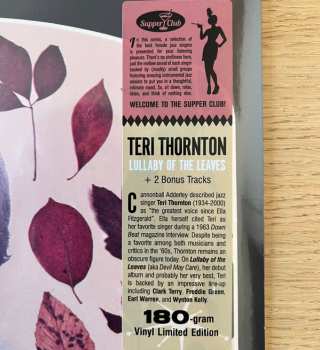 Supper Club
In this series, a selection of
the best female jazz singers is
presented for your listening
pleasure. There'll be shellacs here,
just the mellow sound of each singer
backed by (mostly) small groups
featuring amazing instrumental jazz
soloists to put you in a thoughtful,
intimate mood. So, sit down, relax,
listen, and think of nothing else.
WELCOME TO THE SUPPER CLUB!
TERI THORNTON
LULLABY OF THE LEAVES
+ 2 Bonus Tracks
Cannonball Adderley described jazz
singer Teri Thornton (1934-2000)
as "the greatest voice since Ella
Fitzgerald". Ella herself cited Teri as
her favorite singer during a 1963 Down
Beat magazine interview. Despite being
a favorite among both musicians and
critics in the '60s, Thornton remains an
obscure figure today. On Lullaby of the
Leaves (aka Devil May Care), her debut
album and probably her very best, Teri
is backed by an impressive line-up
including Clark Terry, Freddie Green,
Earl Warren, and Wynton Kelly.
180-gram
Vinyl Limited Edition